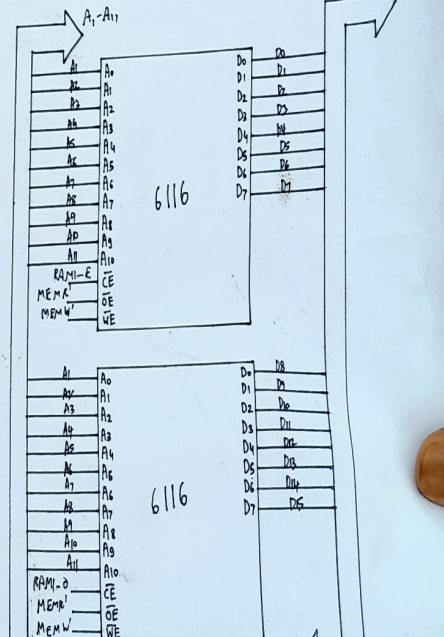 A1-A11
A1 A0 D0 D0
A2 A1 D1 D1
A3 A2 D2 D2
A4 A3 D3 D3
A5 A4 D4 D4
A6 A5 D5 D5
A7 A6 D6 D6
A8 A7 D7 D7
A9 A8
A10 A9
A11 A10
6116
RAM1-E CE
MEMR' OE
MEMW' WE
A1 A0 D0 D8
A2 A1 D1 D9
A3 A2 D2 D10
A4 A3 D3 D11
A5 A4 D4 D12
A6 A5 D5 D13
A7 A6 D6 D14
A8 A7 D7 D15
A9 A8
A10 A9
A11 A10
6116
RAM1-O CE
MEMR' OE
MEMW' WE